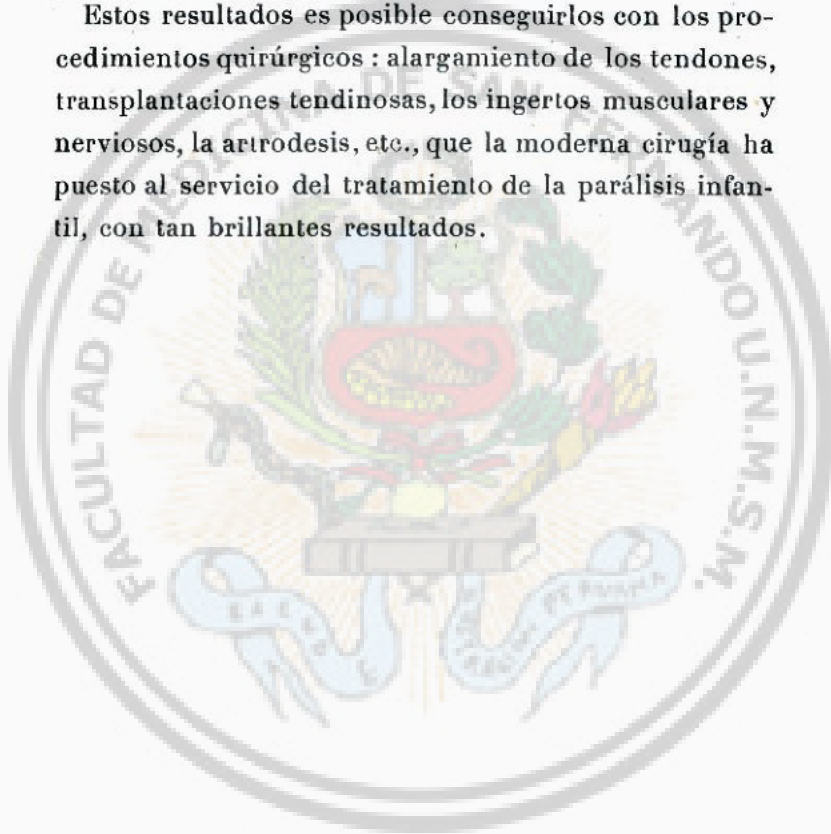 Estos resultados es posible conseguirlos con los pro-
cedimientos quirúrgicos : alargamiento de los tendones,
transplantaciones tendinosas, los ingertos musculares y
nerviosos, la artrodesis, etc., que la moderna cirugía ha
puesto al servicio del tratamiento de la parálisis infan-
til, con tan brillantes resultados.
FACULTAD DE MEDICINA DE SAN FERNANDO U.N.M.S.M.